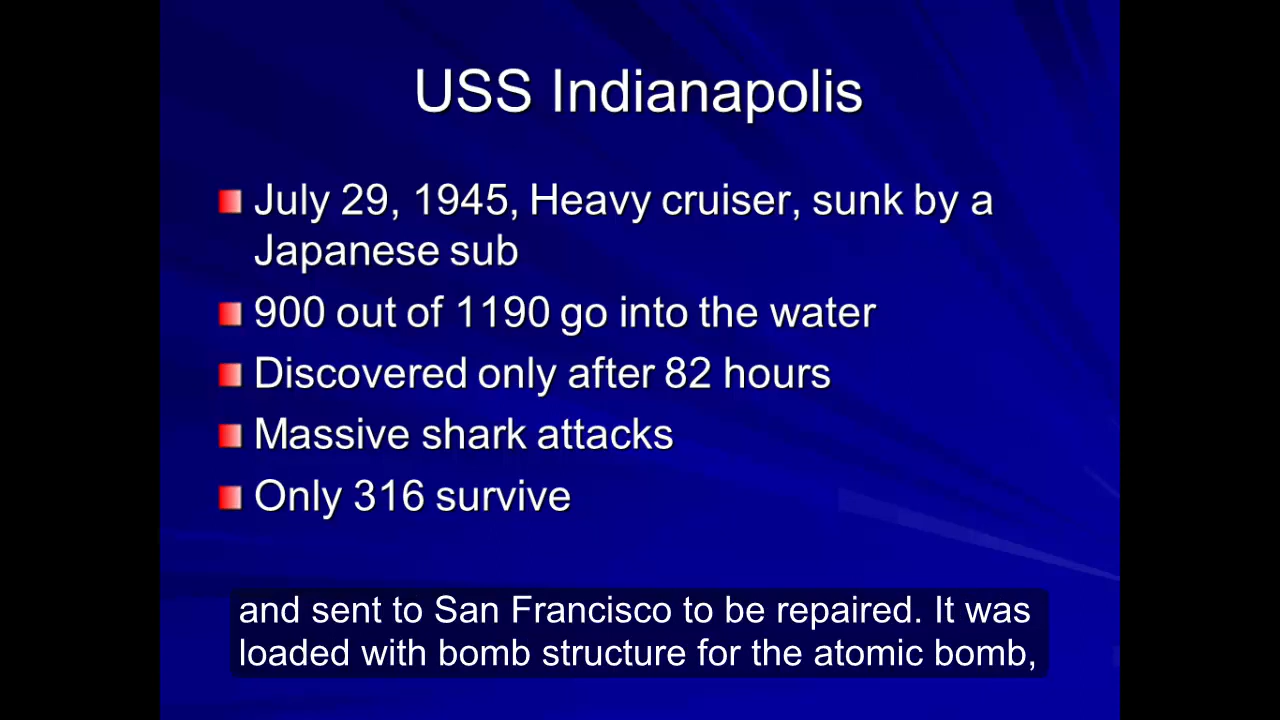 USS Indianapolis
July 29, 1945, Heavy cruiser, sunk by a
Japanese sub
900 out of 1190 go into the water
Discovered only after 82 hours
Massive shark attacks
Only 316 survive
and sent to San Francisco to be repaired. It was
loaded with bomb structure for the atomic bomb,